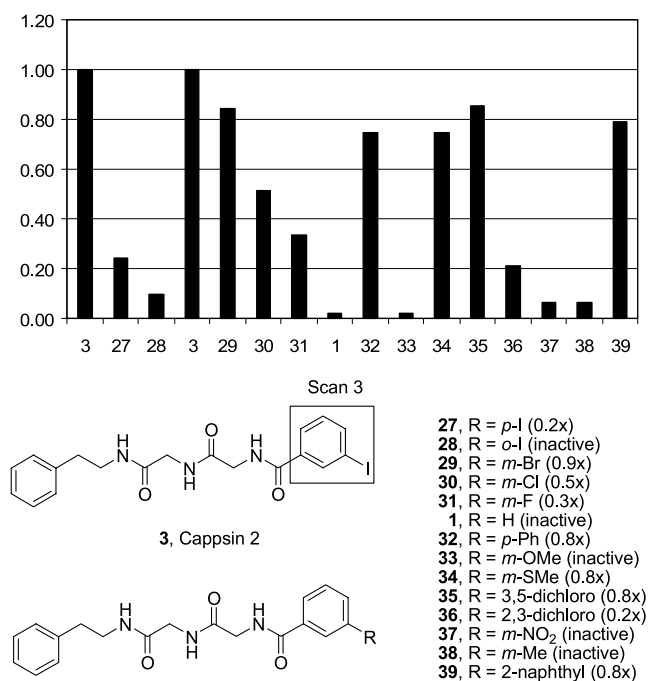 1.20
1.00
0.80
0.60
0.40
0.20
0.00
3 27 28 3 29 30 31 1 32 33 34 35 36 37 38 39
Scan 3
H
N
O
N
H
O
H
N
O
I
3, Cappsin 2
H
N
O
N
H
O
H
N
O
R
27, R = p-I (0.2x)
28, R = o-I (inactive)
29, R = m-Br (0.9x)
30, R = m-Cl (0.5x)
31, R = m-F (0.3x)
1, R = H (inactive)
32, R = p-Ph (0.8x)
33, R = m-OMe (inactive)
34, R = m-SMe (0.8x)
35, R = 3,5-dichloro (0.8x)
36, R = 2,3-dichloro (0.2x)
37, R = m-NO₂ (inactive)
38, R = m-Me (inactive)
39, R = 2-naphthyl (0.8x)